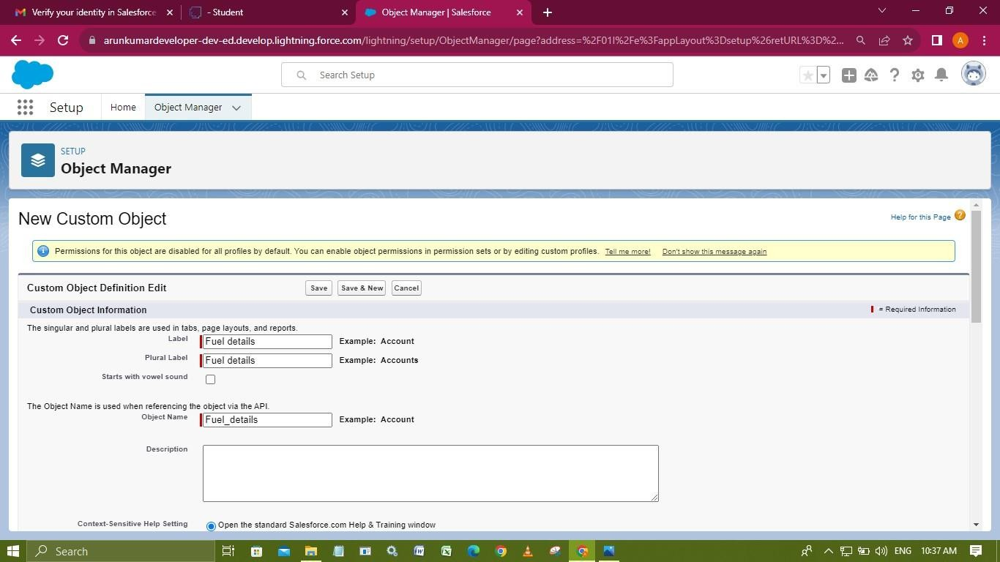 Verify your identity in Salesforce
- Student
Object Manager | Salesforce
arunkumardeveloper-dev-ed.develop.lightning.force.com/lightning/setup/ObjectManager/page?address=%2F01I%2Fe%3FappLayout%3Dsetup%26retURL%3D%2...
A
Search Setup
Setup
Home
Object Manager
SETUP
Object Manager
New Custom Object
Help for this Page
Permissions for this object are disabled for all profiles by default. You can enable object permissions in permission sets or by editing custom profiles. Tell me more! Don't show this message again
Custom Object Definition Edit
Save
Save & New
Cancel
Custom Object Information
= Required Information
The singular and plural labels are used in tabs, page layouts, and reports.
Label Fuel details Example: Account
Plural Label Fuel details Example: Accounts
Starts with vowel sound
The Object Name is used when referencing the object via the API.
Object Name Fuel_details Example: Account
Description
Context-Sensitive Help Setting Open the standard Salesforce.com Help & Training window
Search
ENG 10:37 AM